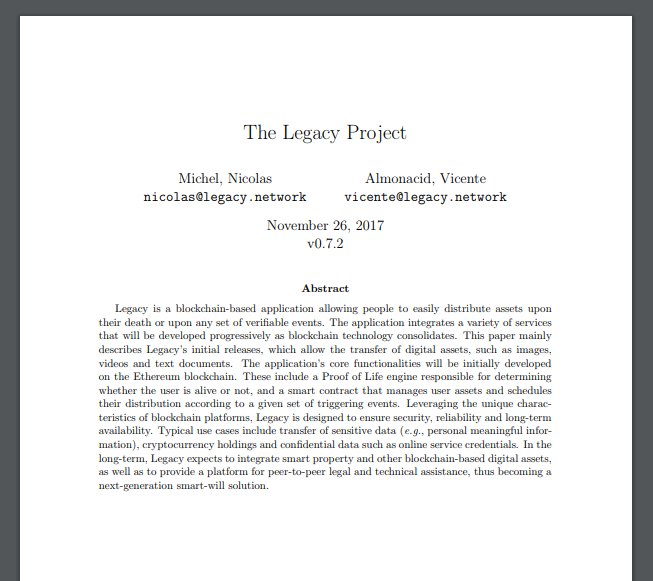 The Legacy Project
Michel, Nicolas Almonacid, Vicente
nicolas@legacy.network vicente@legacy.network
November 26, 2017
v0.7.2
Abstract
Legacy is a blockchain-based application allowing people to easily distribute assets upon
their death or upon any set of verifiable events. The application integrates a variety of services
that will be developed progressively as blockchain technology consolidates. This paper mainly
describes Legacy's initial releases, which allow the transfer of digital assets, such as images,
videos and text documents. The application's core functionalities will be initially developed
on the Ethereum blockchain. These include a Proof of Life engine responsible for determining
whether the user is alive or not, and a smart contract that manages user assets and schedules
their distribution according to a given set of triggering events. Leveraging the unique charac-
teristics of blockchain platforms, Legacy is designed to ensure security, reliability and long-term
availability. Typical use cases include transfer of sensitive data (e.g., personal meaningful infor-
mation), cryptocurrency holdings and confidential data such as online service credentials. In the
long-term, Legacy expects to integrate smart property and other blockchain-based digital assets,
as well as to provide a platform for peer-to-peer legal and technical assistance, thus becoming a
next-generation smart-will solution.